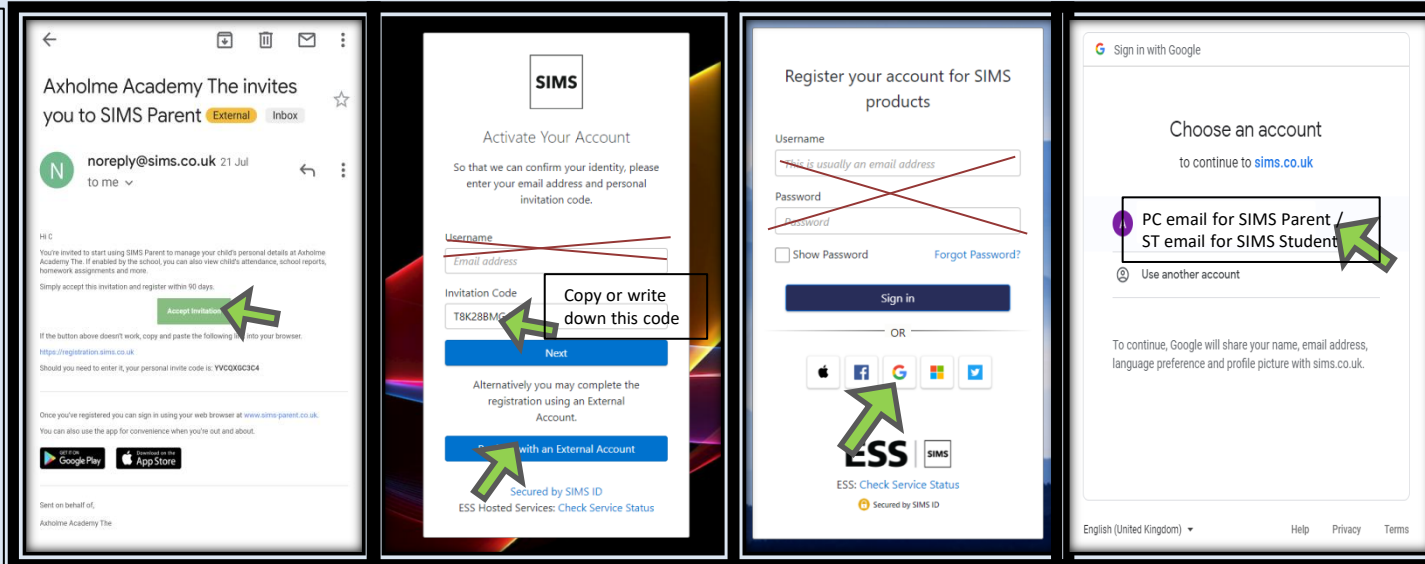 Axholme Academy The invites
you to SIMS Parent External Inbox
N
noreply@sims.co.uk 21 Jul
to me
Hi C
You're invited to start using SIMS Parent to manage your child's personal details at Axholme
Academy The. If enabled by the school, you can also view child's attendance, school reports,
homework assignments and more.
Simply accept this invitation and register within 90 days.
Accept Invitation
If the button above doesn't work, copy and paste the following link into your browser.
https://registration.sims.co.uk
Should you need to enter it, your personal invite code is: YVCQXGC3C4
Once you've registered you can sign in using your web browser at www.sims-parent.co.uk.
You can also use the app for convenience when you're out and about.
GET IT ON
Google Play
Download on the
App Store
Sent on behalf of,
Axholme Academy The
SIMS
Activate Your Account
So that we can confirm your identity, please
enter your email address and personal
invitation code.
Username
Email address
Invitation Code
T8K28BMG
Copy or write
down this code
Next
Alternatively you may complete the
registration using an External
Account.
with an External Account
Secured by SIMS ID
ESS Hosted Services: Check Service Status
Register your account for SIMS
products
Username
This is usually an email address
Password
Password
Show Password Forgot Password?
Sign in
OR
ESS SIMS
ESS: Check Service Status
Secured by SIMS ID
Sign in with Google
Choose an account
to continue to sims.co.uk
A
PC email for SIMS Parent /
ST email for SIMS Student
Use another account
To continue, Google will share your name, email address,
language preference and profile picture with sims.co.uk.
English (United Kingdom) Help Privacy Terms